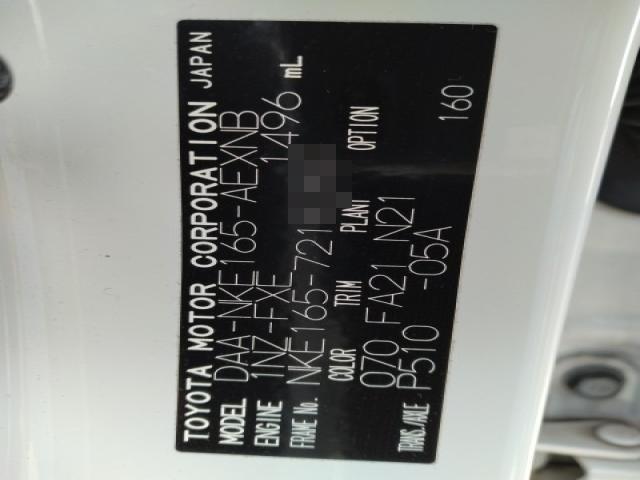 TOYOTA MOTOR CORPORATION JAPAN
MODEL DAA-NKE165-AEXNB
ENGINE 1NZ-FXE 1496 mL
FRAME No. NKE165-721
COLOR TRIM PLANT OPTION
070 FA21 N21
TRANS./AXLE P510 -05A 160